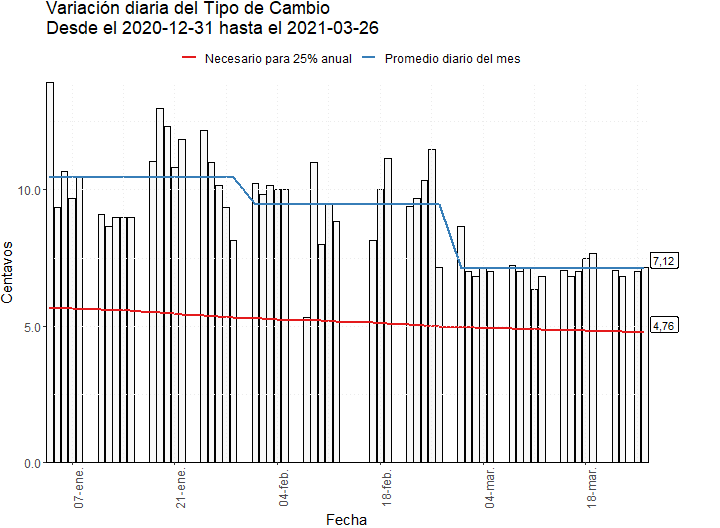 Variación diaria del Tipo de Cambio
Desde el 2020-12-31 hasta el 2021-03-26
Necesario para 25% anual
Promedio diario del mes
Centavos
10.0
5.0
0.0
7,12
4,76
07-ene.
21-ene.
04-feb.
18-feb.
04-mar.
18-mar.
Fecha